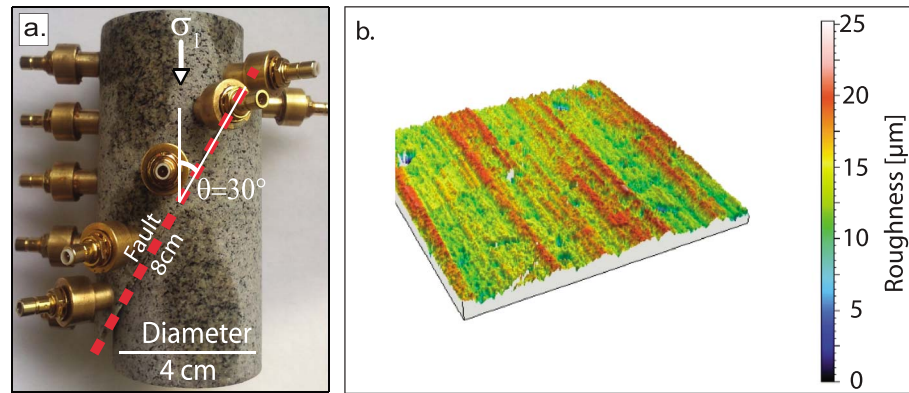 a.
σ1
θ=30°
Fault
8cm
Diameter
4 cm
b.
25
20
15
10
5
0
Roughness [µm]